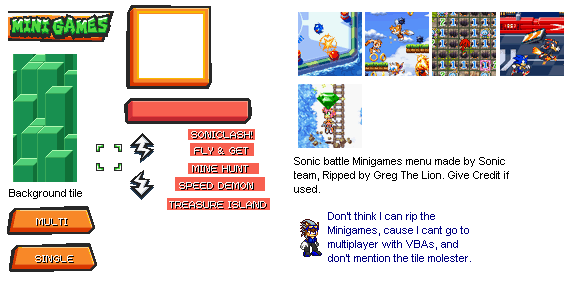 MINI GAMES
SONICLASH!
FLY & GET
MINE HUNT
SPEED DEMON
TREASURE ISLAND
Background tile
MULTI
SINGLE
Sonic battle Minigames menu made by Sonic
team, Ripped by Greg The Lion. Give Credit if
used.
Don't think I can rip the
Minigames, cause I cant go to
multiplayer with VBAs, and
don't mention the tile molester.